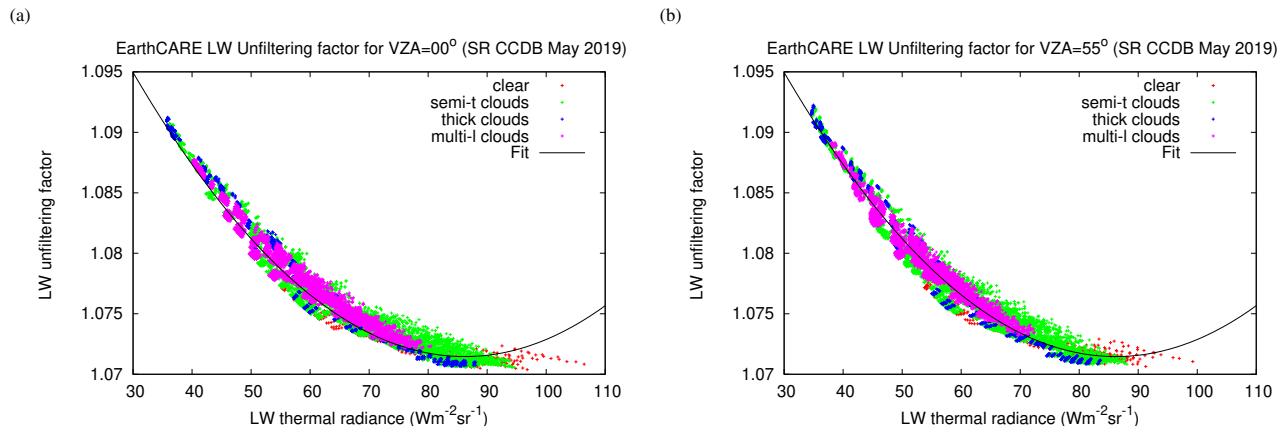 (a)
EarthCARE LW Unfiltering factor for VZA=00° (SR CCDB May 2019)
1.095
1.09
1.085
1.08
1.075
1.07
LW unfiltering factor
clear
semi-t clouds
thick clouds
multi-l clouds
Fit
30 40 50 60 70 80 90 100 110
LW thermal radiance (Wm⁻²sr⁻¹)
(b)
EarthCARE LW Unfiltering factor for VZA=55° (SR CCDB May 2019)
1.095
1.09
1.085
1.08
1.075
1.07
LW unfiltering factor
clear
semi-t clouds
thick clouds
multi-l clouds
Fit
30 40 50 60 70 80 90 100 110
LW thermal radiance (Wm⁻²sr⁻¹)